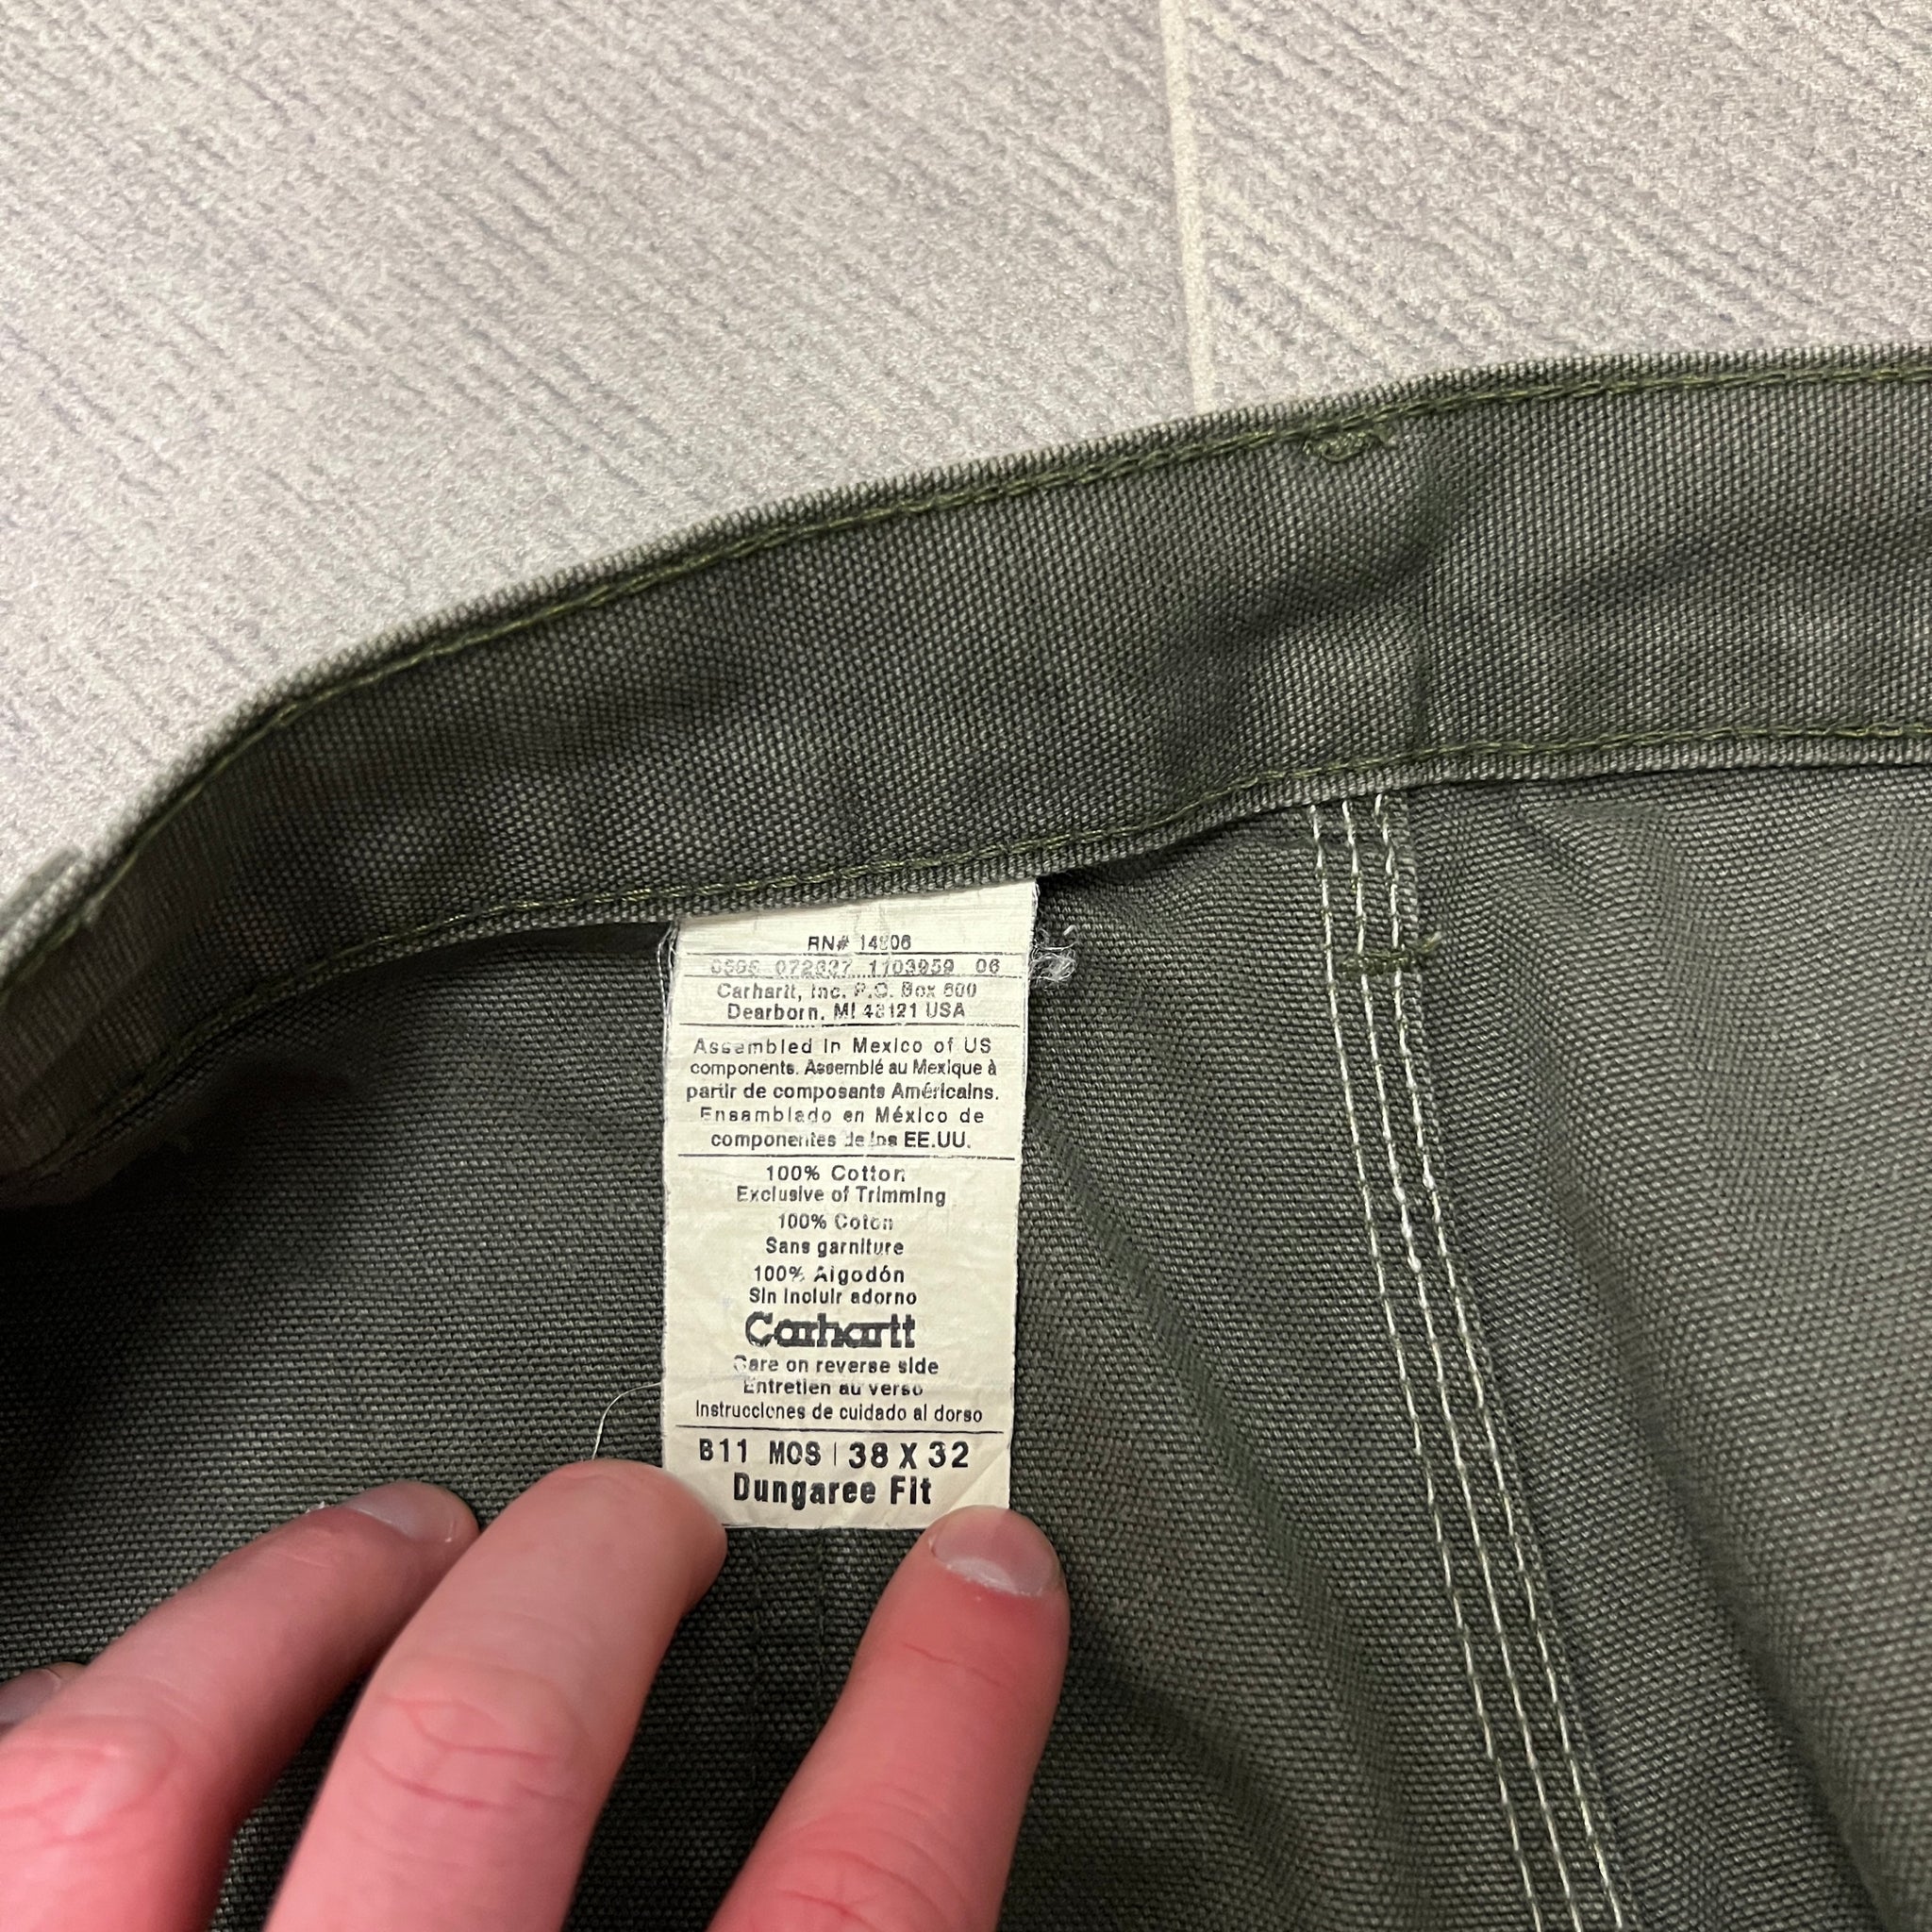 RN# 14806
1103959 06
Carhartt, Inc. P.O. Box 600
Dearborn, MI 48121 USA
Assembled in Mexico of US
components. Assemblé au Mexique à
partir de composants Américains.
Ensamblado en México de
componentes de los EE.UU.
100% Cotton
Exclusive of Trimming
100% Coton
Sans garniture
100% Algodón
Sin incluir adorno
Carhartt
Care on reverse side
Entretien au verso
Instrucciones de cuidado al dorso
B11 MOS | 38 X 32
Dungaree Fit